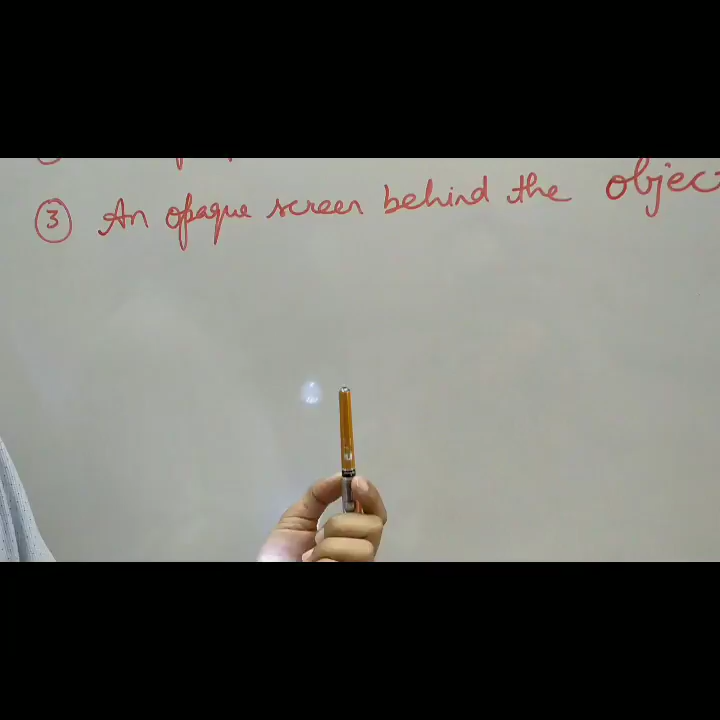 ③ An opaque screen behind the objec